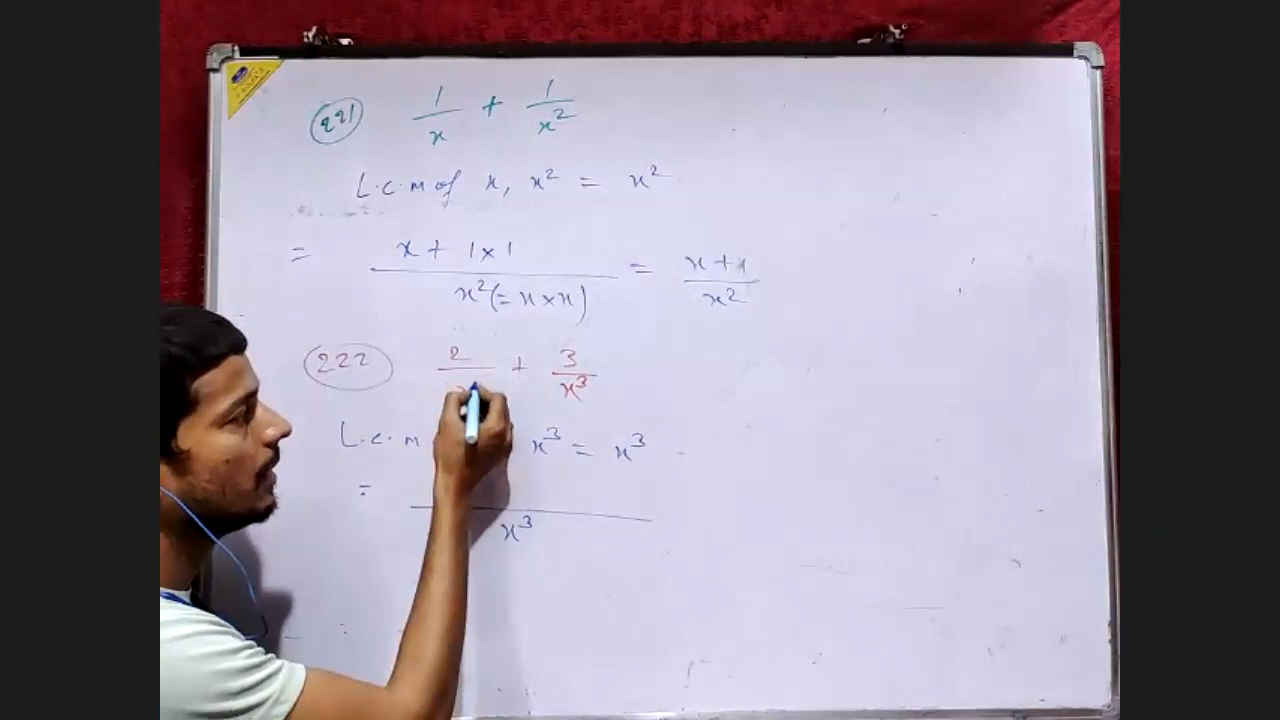 221 1/x + 1/x²
L.C.M of x, x² = x²
= x + 1×1 / x²(= x×x) = x+1 / x²
222 2/x + 3/x³
L.C.M x³ = x³
= / x³